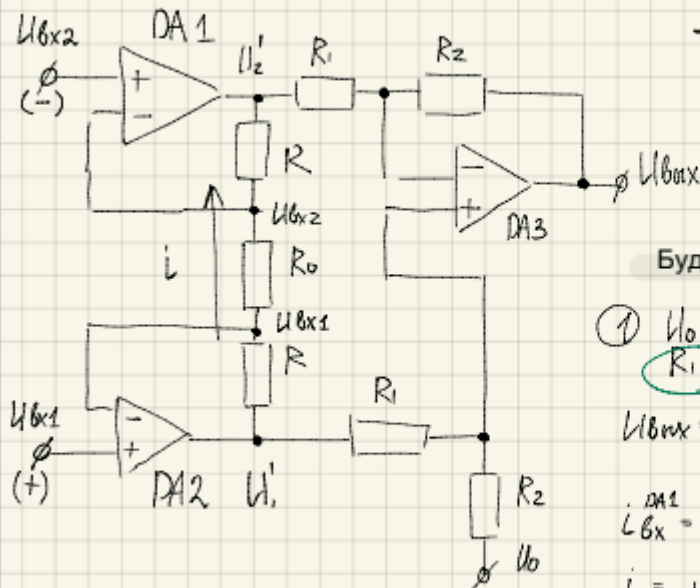 Uвх2
(-)
DA1
+
-
U₂'
R₁
R₂
R
Uвх2
i
R₀
Uвх1
R
-
+
DA3
Uвых
Буд
① U₀
R₁
Uвых
Uвх1
(+)
-
+
DA2
U₁'
R₁
R₂
U₀
iвх DA1 =
i =